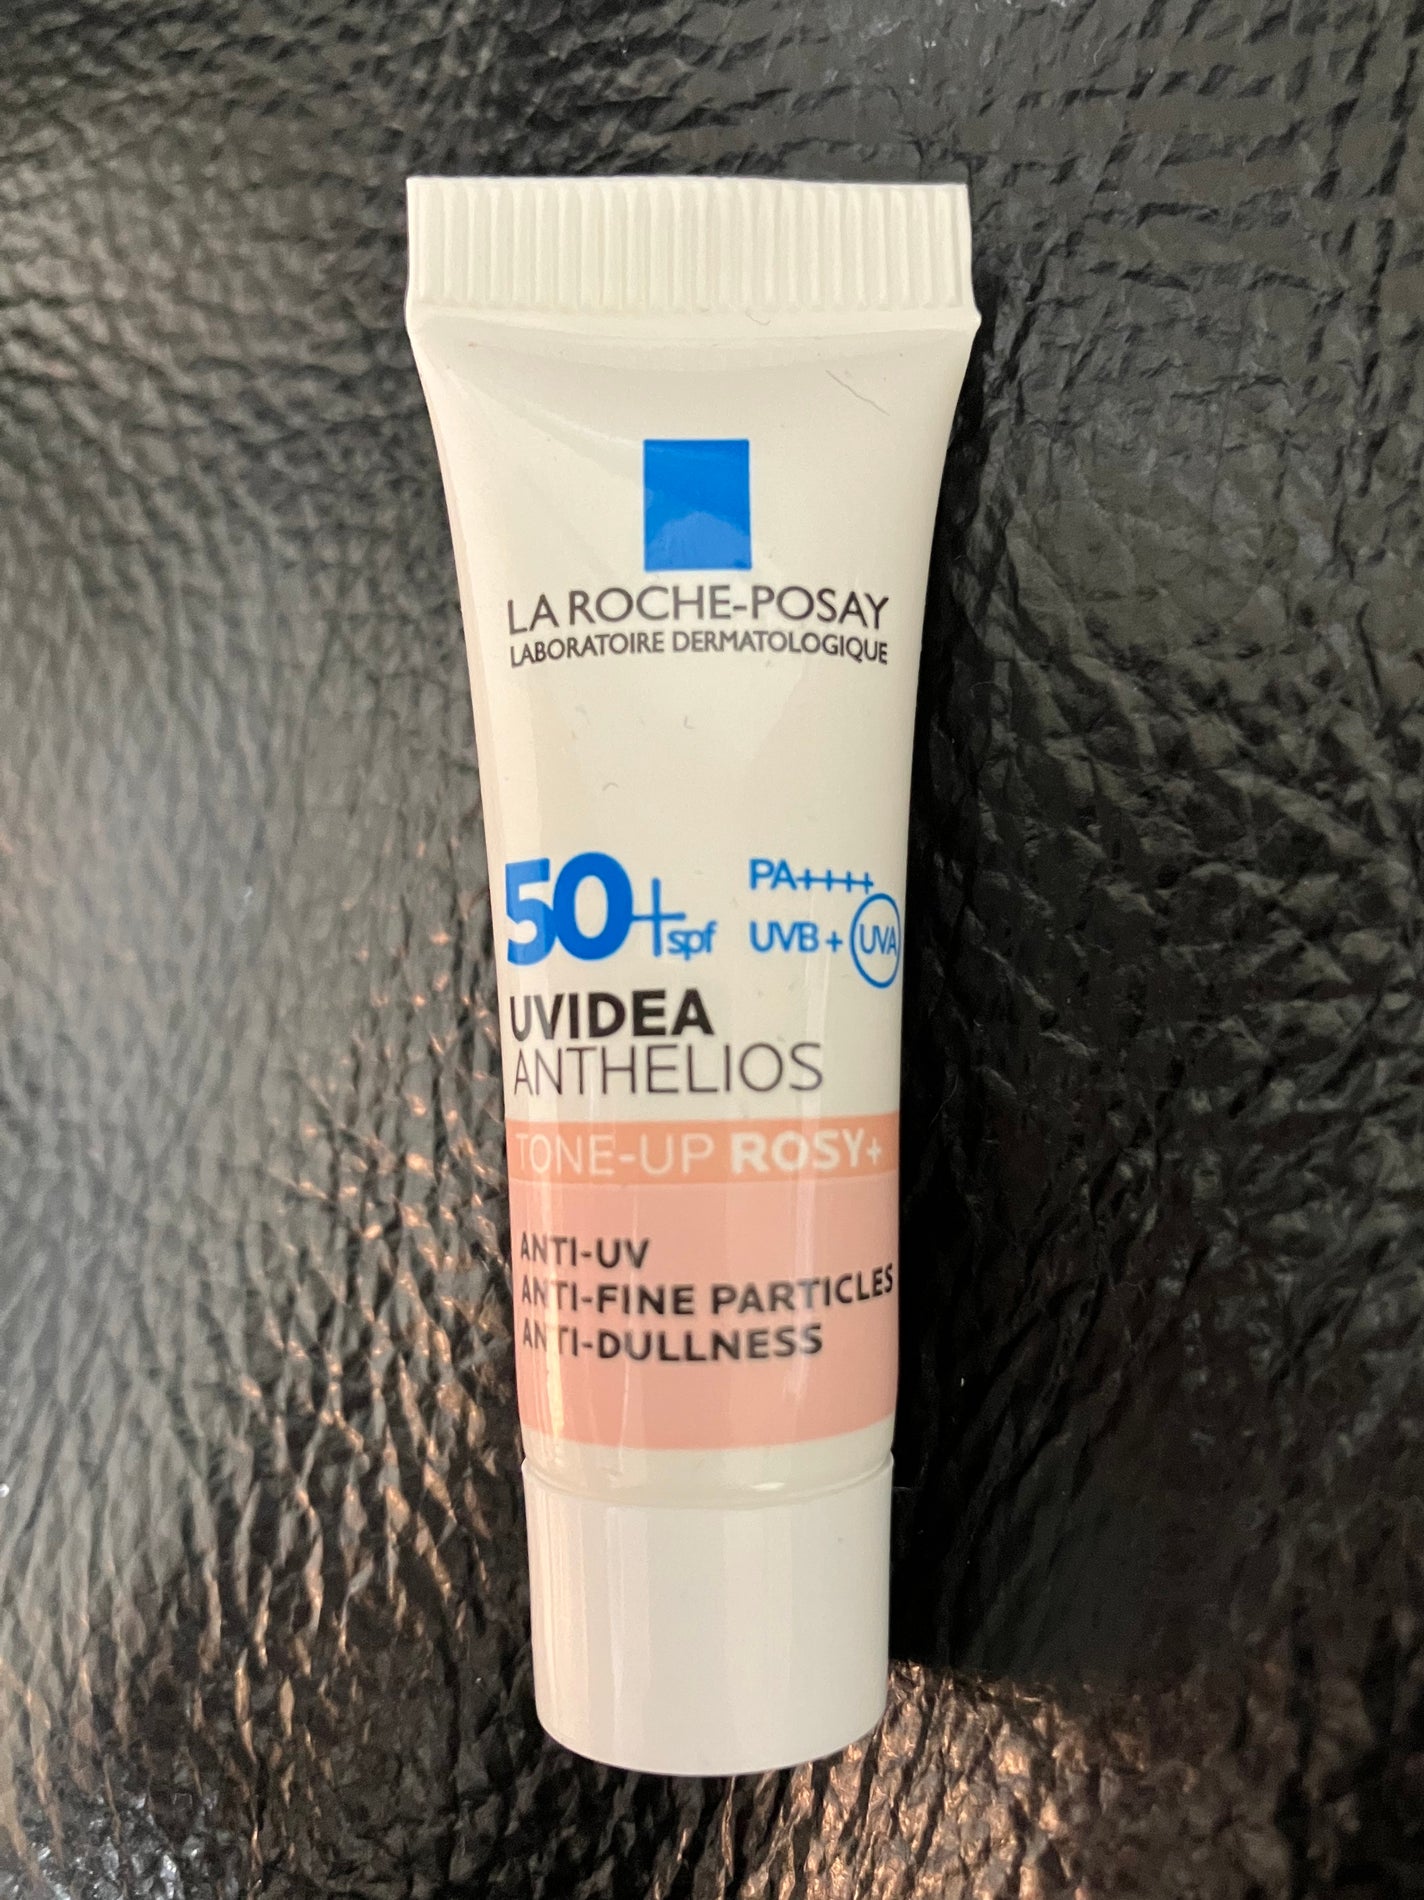 LA ROCHE-POSAY
LABORATOIRE DERMATOLOGIQUE
50+ spf
PA++++
UVB + UVA
UVIDEA
ANTHELIOS
TONE-UP ROSY+
ANTI-UV
ANTI-FINE PARTICLES
ANTI-DULLNESS